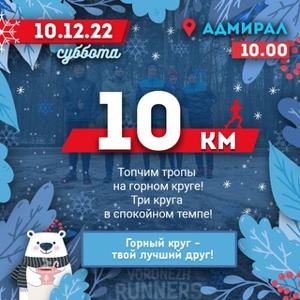 10.12.22
суббота
АДМИРАЛ
10.00
10 КМ
Топчим тропы
на горном круге!
Три круга
в спокойном темпе!
Горный круг –
твой лучший друг!
VORONEZH
RUNNERS